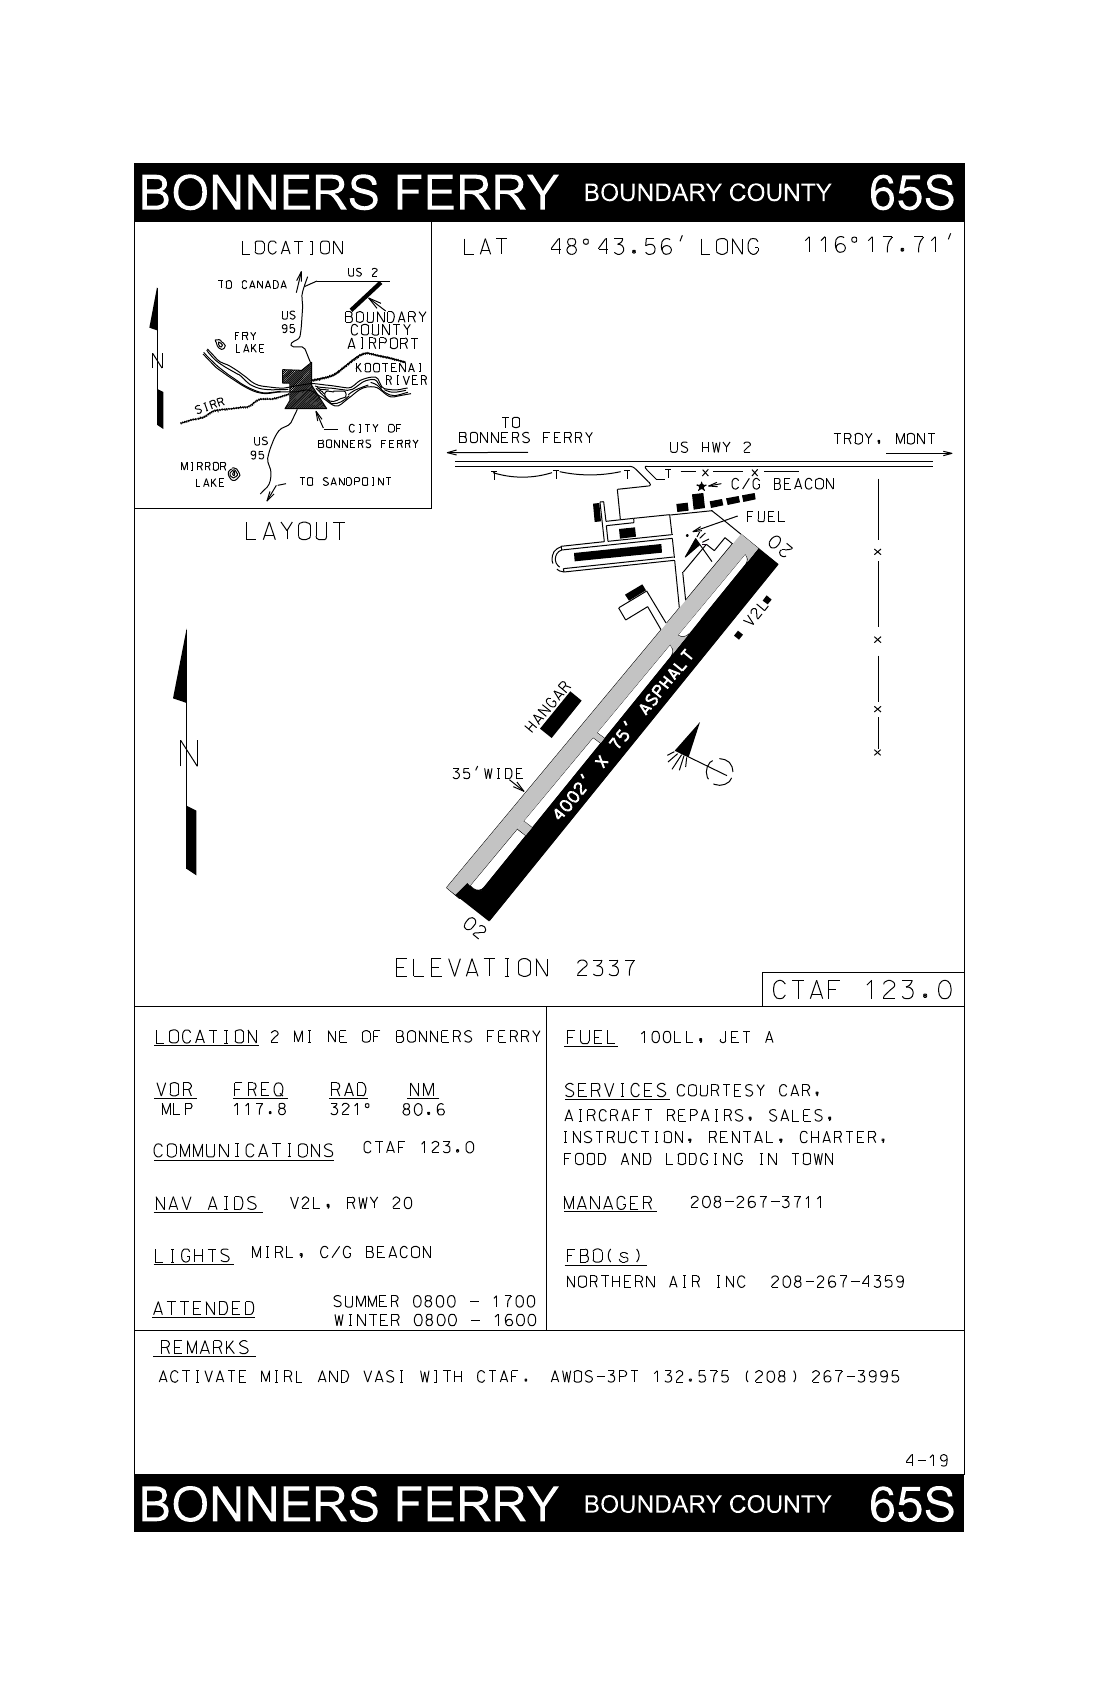 BONNERS FERRY BOUNDARY COUNTY 65S
LOCATION
TO CANADA
US 2
US
95
BOUNDARY
COUNTY
AIRPORT
FRY
LAKE
N
KOOTENAI
RIVER
SIRR
CITY OF
BONNERS FERRY
US
95
MIRROR
LAKE
TO SANDPOINT
LAT 48°43.56' LONG 116°17.71'
LAYOUT
TO
BONNERS FERRY
US HWY 2
TROY, MONT
C/G BEACON
FUEL
20
V2L
HANGAR
4002' X 75' ASPHALT
35'WIDE
N
02
ELEVATION 2337
CTAF 123.0
LOCATION 2 MI NE OF BONNERS FERRY
VOR FREQ RAD NM
MLP 117.8 321° 80.6
COMMUNICATIONS CTAF 123.0
NAV AIDS V2L, RWY 20
LIGHTS MIRL, C/G BEACON
ATTENDED SUMMER 0800 - 1700
WINTER 0800 - 1600
FUEL 100LL, JET A
SERVICES COURTESY CAR,
AIRCRAFT REPAIRS, SALES,
INSTRUCTION, RENTAL, CHARTER,
FOOD AND LODGING IN TOWN
MANAGER 208-267-3711
FBO(s)
NORTHERN AIR INC 208-267-4359
REMARKS
ACTIVATE MIRL AND VASI WITH CTAF. AWOS-3PT 132.575 (208) 267-3995
4-19
BONNERS FERRY BOUNDARY COUNTY 65S